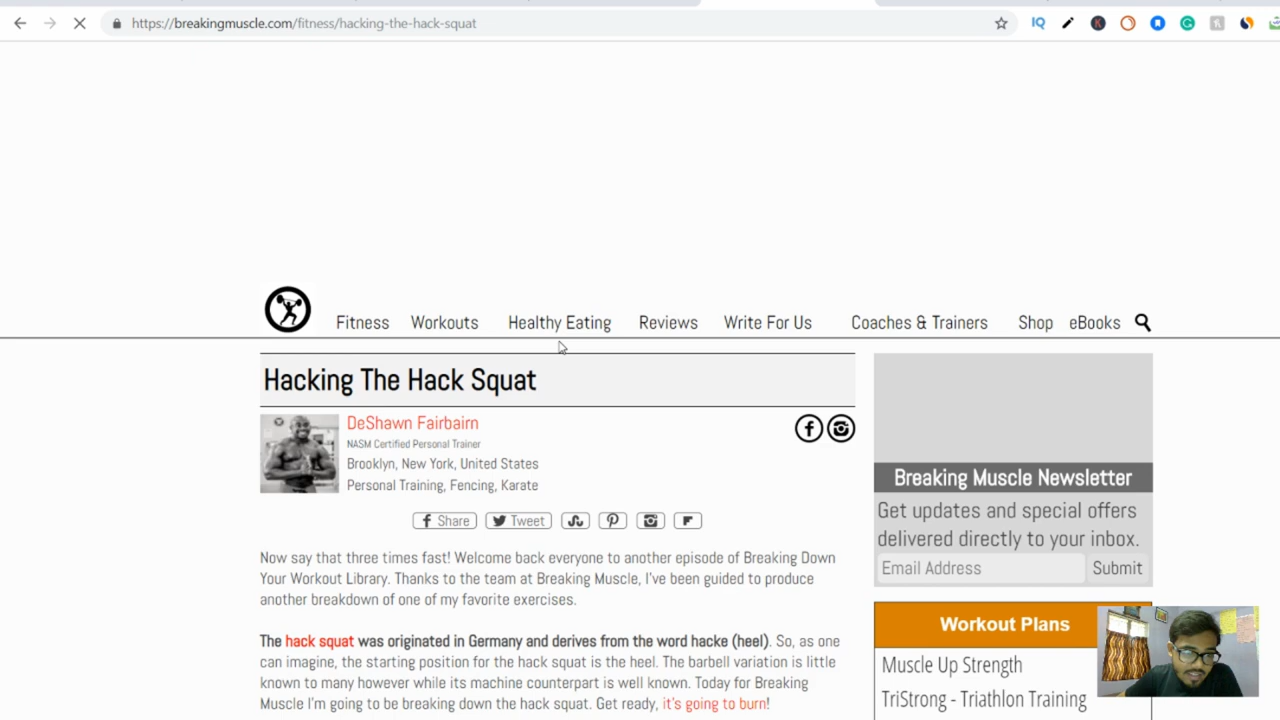 https://breakingmuscle.com/fitness/hacking-the-hack-squat
IQ
Fitness Workouts Healthy Eating Reviews Write For Us Coaches & Trainers Shop eBooks
Hacking The Hack Squat
DeShawn Fairbairn
NASM Certified Personal Trainer
Brooklyn, New York, United States
Personal Training, Fencing, Karate
Share Tweet
Now say that three times fast! Welcome back everyone to another episode of Breaking Down
Your Workout Library. Thanks to the team at Breaking Muscle, I've been guided to produce
another breakdown of one of my favorite exercises.
The hack squat was originated in Germany and derives from the word hacke (heel). So, as one
can imagine, the starting position for the hack squat is the heel. The barbell variation is little
known to many however while its machine counterpart is well known. Today for Breaking
Muscle I'm going to be breaking down the hack squat. Get ready, it's going to burn!
Breaking Muscle Newsletter
Get updates and special offers
delivered directly to your inbox.
Email Address Submit
Workout Plans
Muscle Up Strength
TriStrong - Triathlon Training